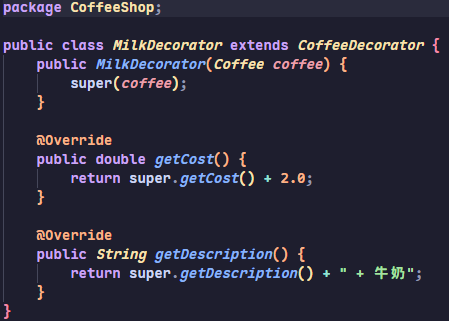 package CoffeeShop;
public class MilkDecorator extends CoffeeDecorator {
public MilkDecorator(Coffee coffee) {
super(coffee);
}
@Override
public double getCost() {
return super.getCost() + 2.0;
}
@Override
public String getDescription() {
return super.getDescription() + " + 牛奶";
}
}